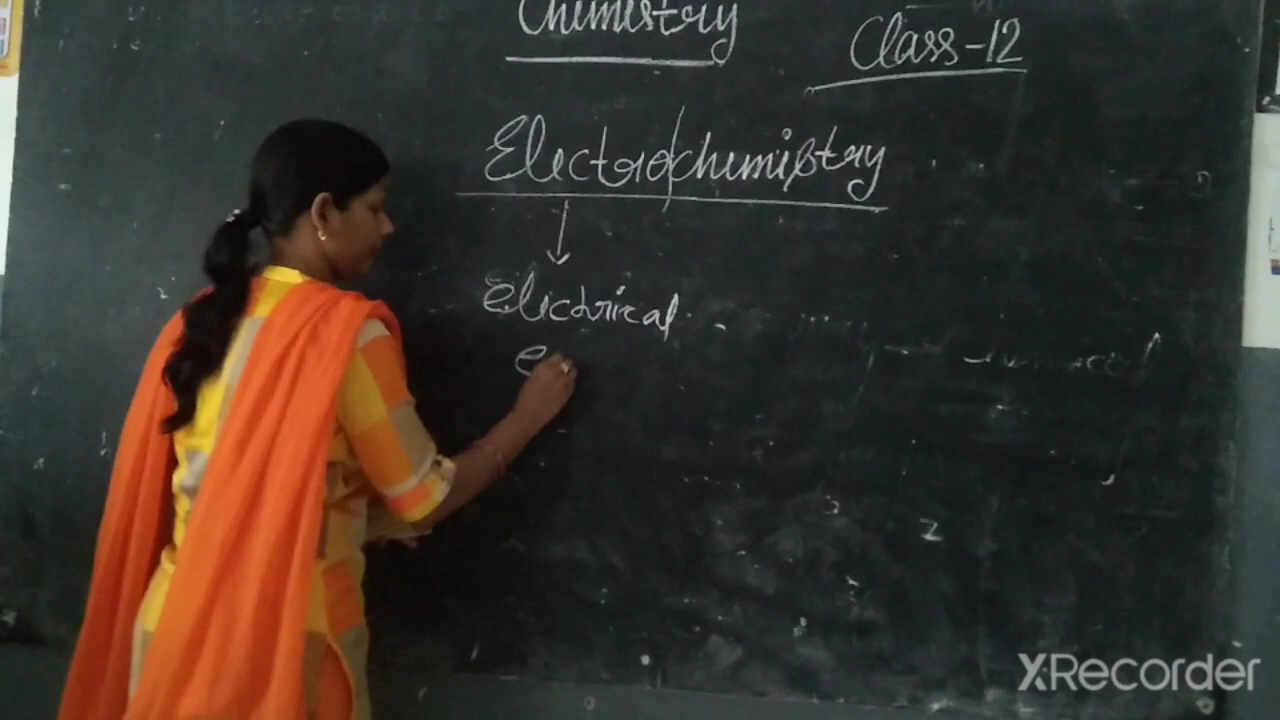 Chemistry
Class-12
Electrochemistry
Electrical
XRecorder